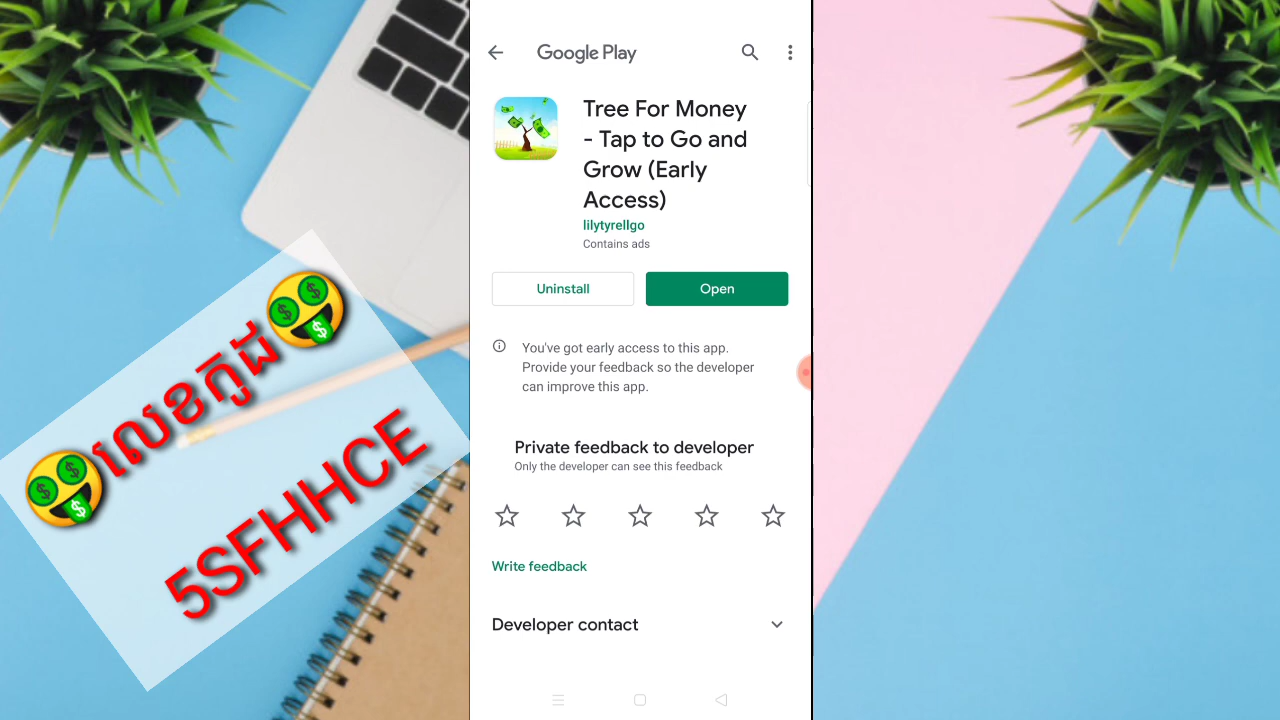 លេខកូដ
5SFHHCE
Google Play
Tree For Money
- Tap to Go and
Grow (Early
Access)
lilytyrellgo
Contains ads
Uninstall
Open
You've got early access to this app.
Provide your feedback so the developer
can improve this app.
Private feedback to developer
Only the developer can see this feedback
Write feedback
Developer contact